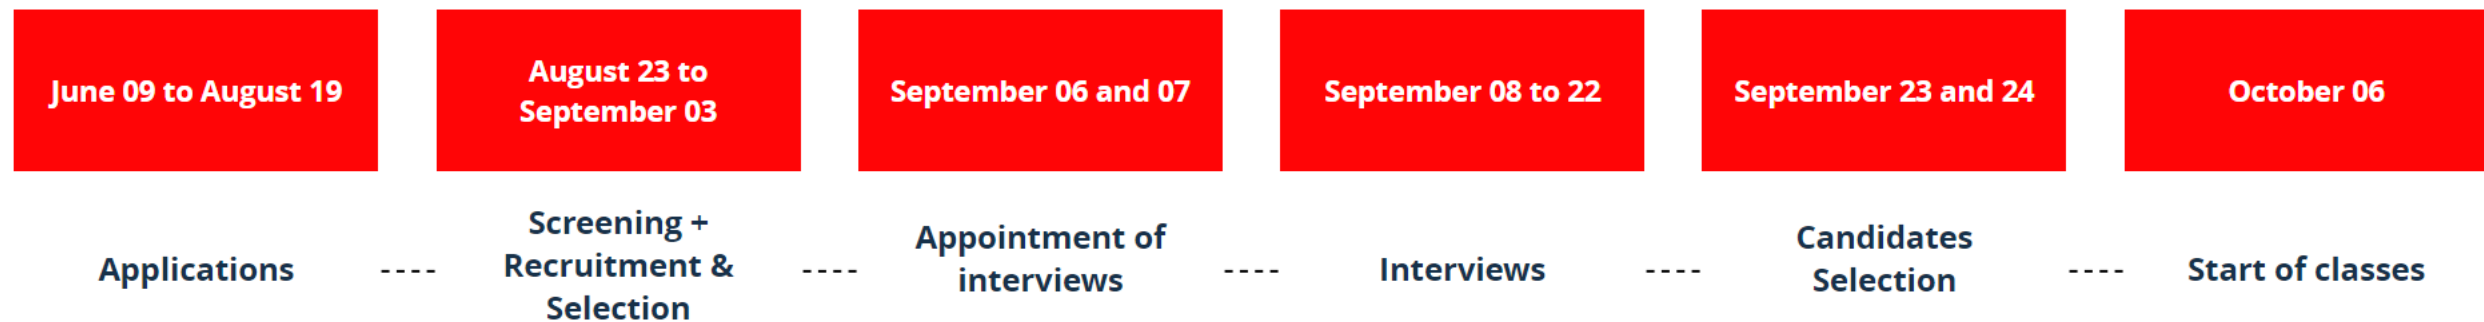 June 09 to August 19
August 23 to
September 03
September 06 and 07
September 08 to 22
September 23 and 24
October 06
Applications
----
Screening +
Recruitment &
Selection
----
Appointment of
interviews
----
Interviews
----
Candidates
Selection
----
Start of classes